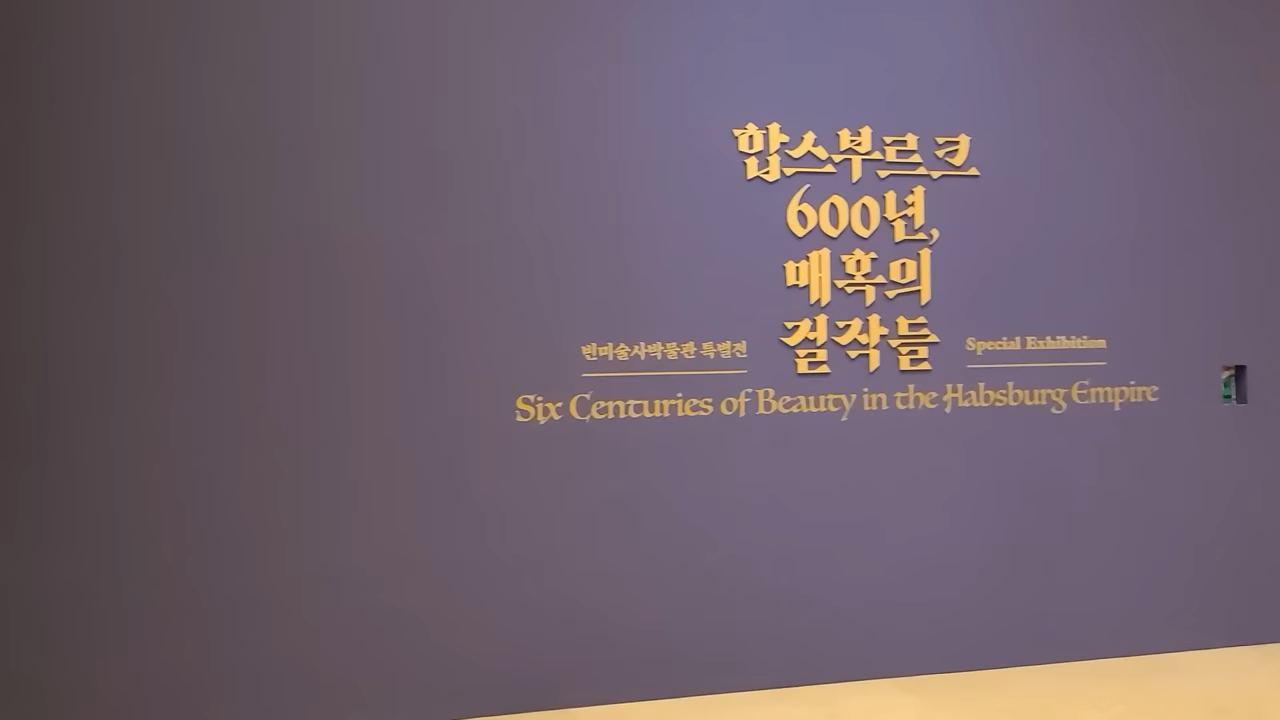 합스부르크
600년,
매혹의
걸작들
빈미술사박물관 특별전
Special Exhibition
Six Centuries of Beauty in the Habsburg Empire